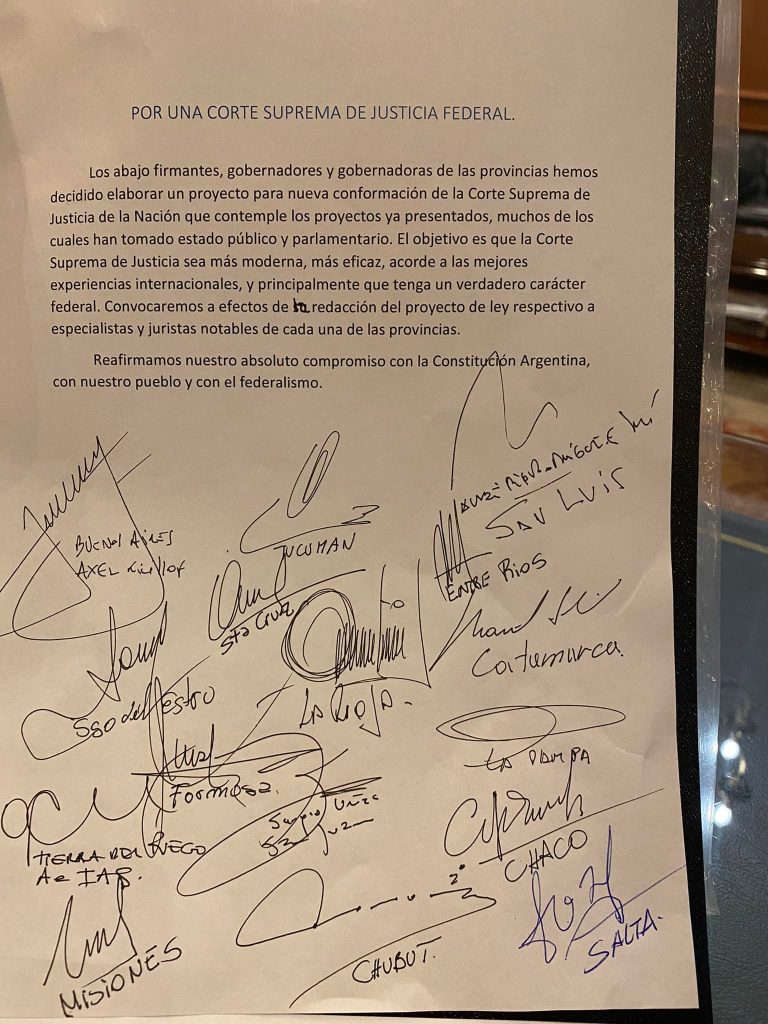 POR UNA CORTE SUPREMA DE JUSTICIA FEDERAL.
Los abajo firmantes, gobernadores y gobernadoras de las provincias hemos
decidido elaborar un proyecto para nueva conformación de la Corte Suprema de
Justicia de la Nación que contemple los proyectos ya presentados, muchos de los
cuales han tomado estado público y parlamentario. El objetivo es que la Corte
Suprema de Justicia sea más moderna, más eficaz, acorde a las mejores
experiencias internacionales, y principalmente que tenga un verdadero carácter
federal. Convocaremos a efectos de la redacción del proyecto de ley respectivo a
especialistas y juristas notables de cada una de las provincias.
Reafirmamos nuestro absoluto compromiso con la Constitución Argentina,
con nuestro pueblo y con el federalismo.
BUENOS AIRES
AXEL Kicillof
TUCUMAN
SAN LUIS
ENTRE RIOS
STA CRUZ
Catamarca.
Sgo del Estro
LA RIOJA.
LA PAMPA
Formosa.
Sergio
TIERRA DEL FUEGO
A e IAS.
CHACO
SALTA.
CHUBUT.
MISIONES